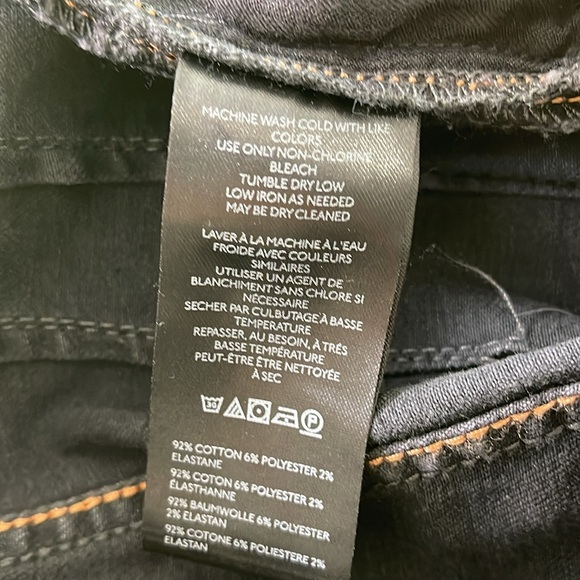 MACHINE WASH COLD WITH LIKE
COLORS
USE ONLY NON-CHLORINE
BLEACH
TUMBLE DRY LOW
LOW IRON AS NEEDED
MAY BE DRY CLEANED
LAVER À LA MACHINE À L'EAU
FROIDE AVEC COULEURS
SIMILAIRES
UTILISER UN AGENT DE
BLANCHIMENT SANS CHLORE SI
NÉCESSAIRE
SECHER PAR CULBUTAGE À BASSE
TEMPERATURE
REPASSER, AU BESOIN, À TRÉS
BASSE TEMPÉRATURE
PEUT-ÊTRE ÊTRE NETTOYÉE
À SEC
30 P
92% COTTON 6% POLYESTER 2%
ELASTANE
92% COTON 6% POLYESTER 2%
ÉLASTHANNE
92% BAUMWOLLE 6% POLYESTER
2% ELASTAN
92% COTONE 6% POLIESTERE 2%
ELASTAN